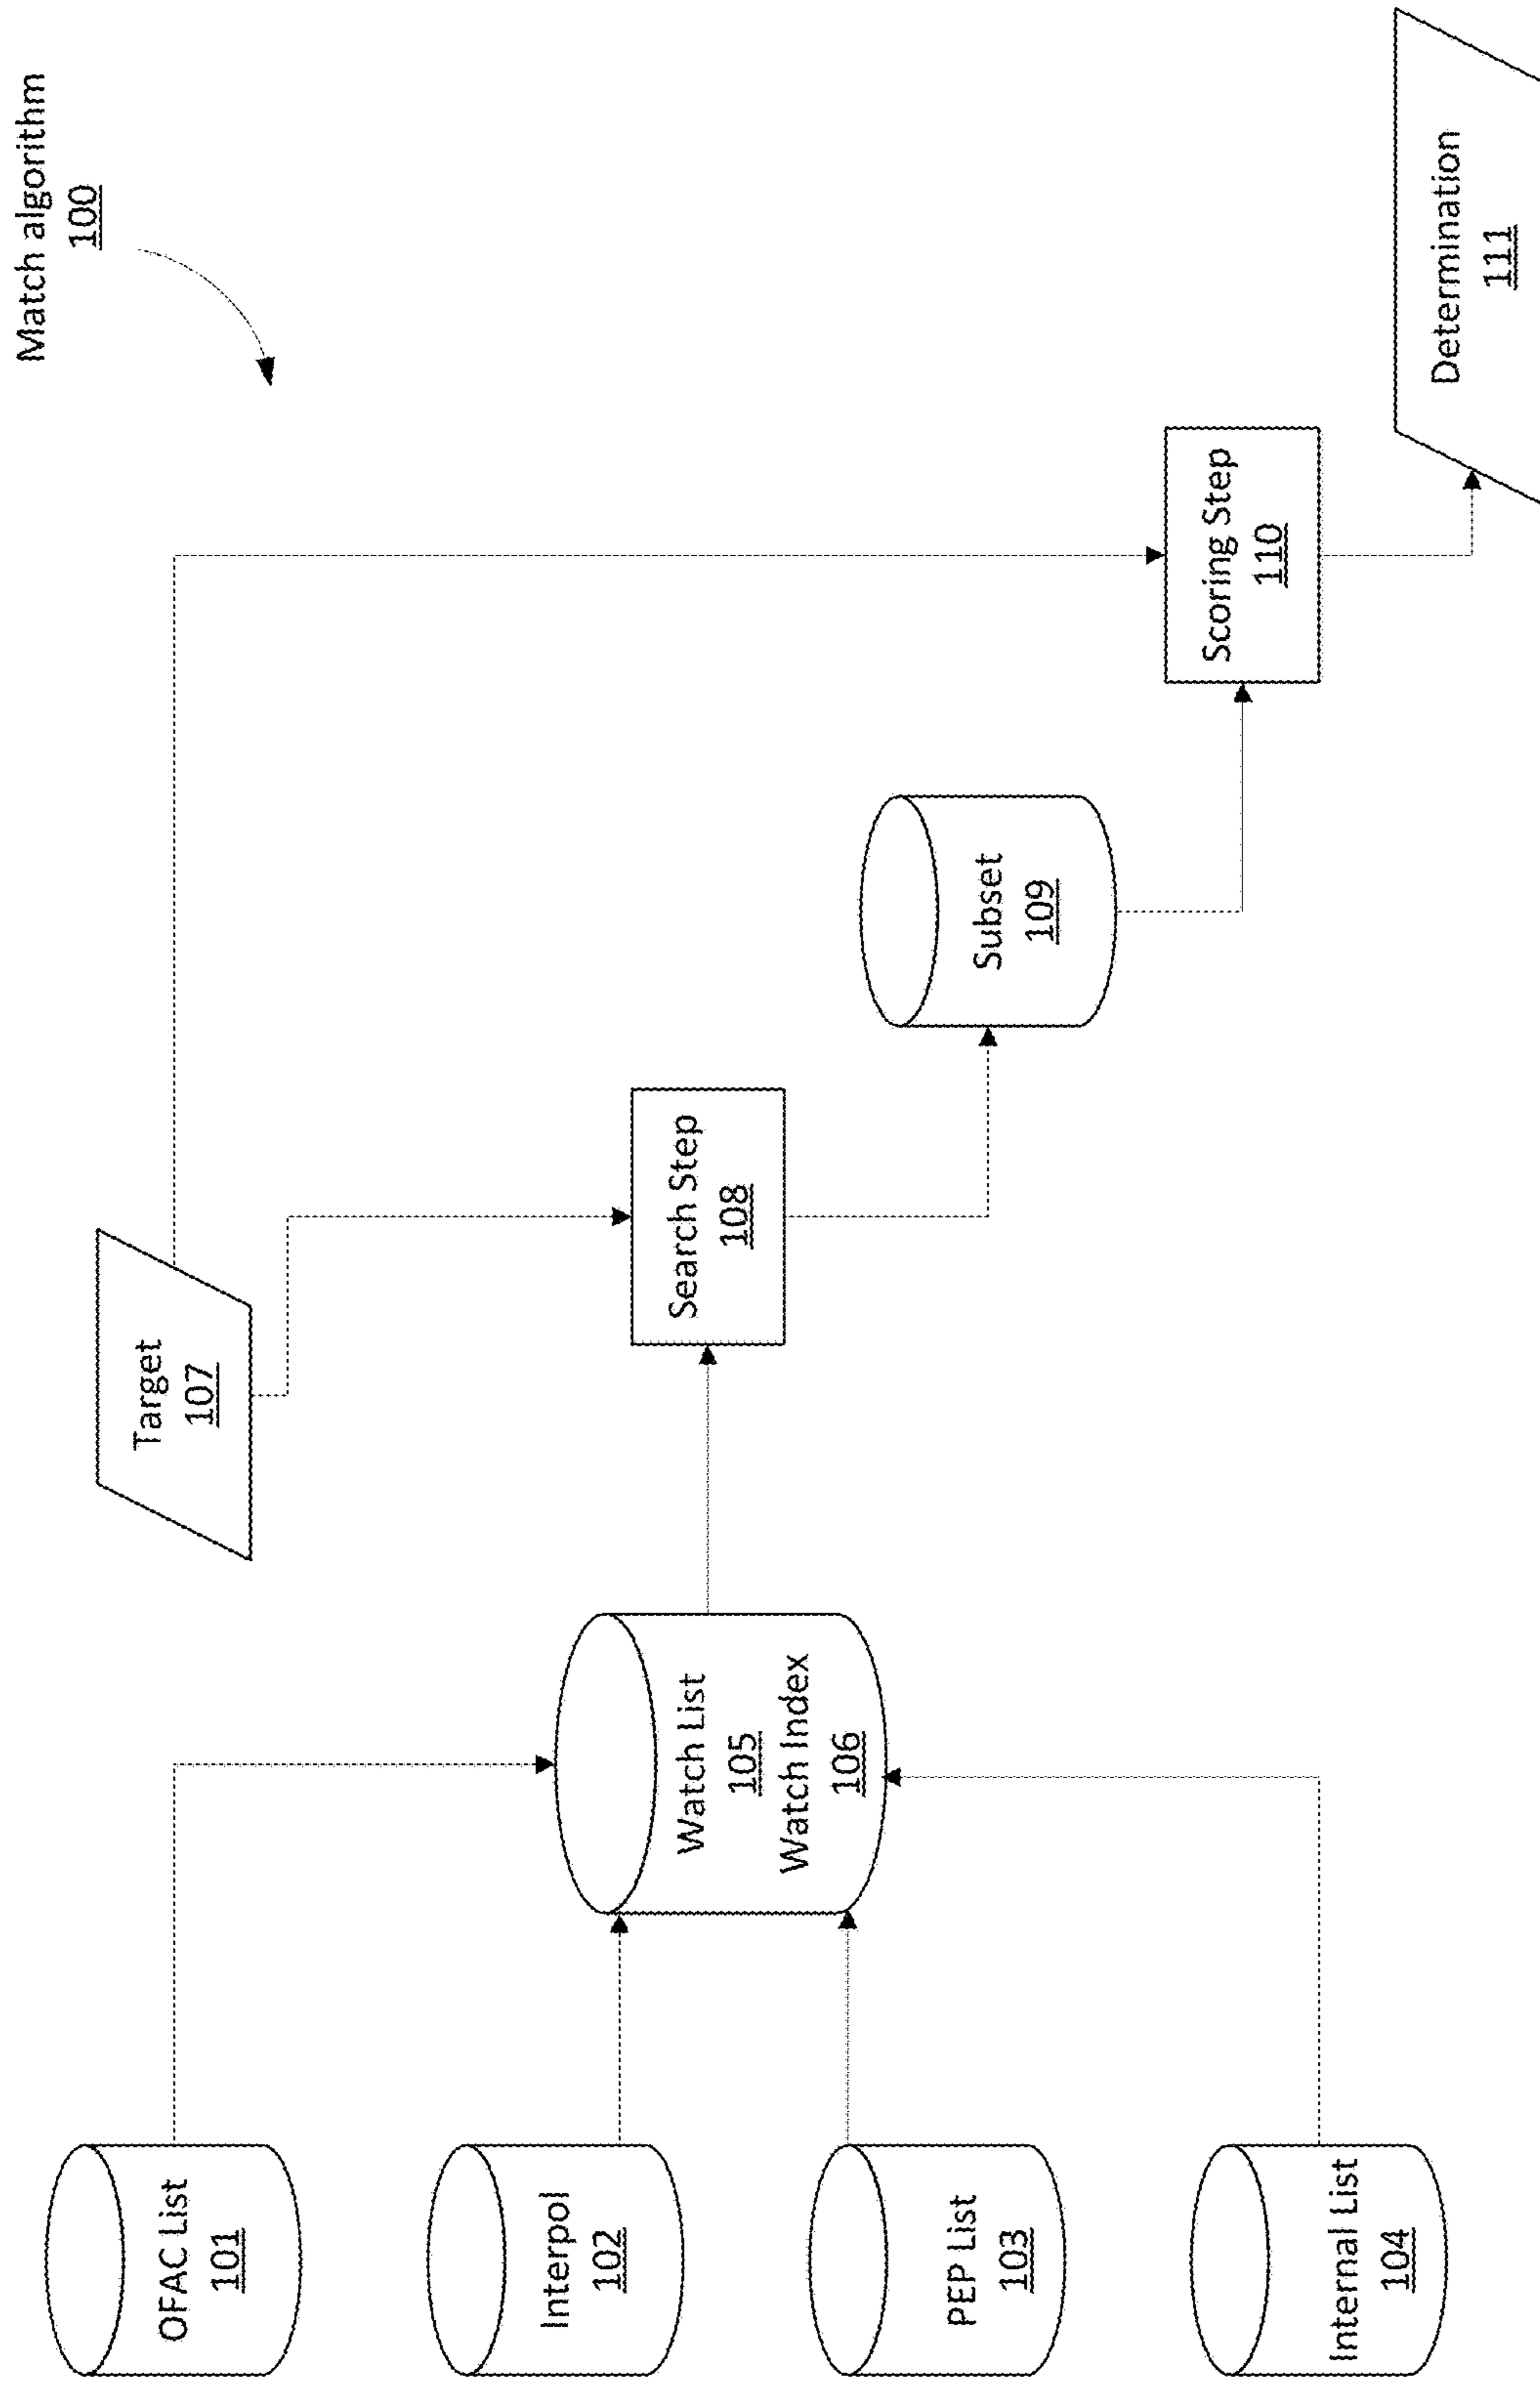 Match algorithm
100
OFAC List
101
Interpol
102
PEP List
103
Internal List
104
Watch List
105
Watch Index
106
Target
107
Search Step
108
Subset
109
Scoring Step
110
Determination
111